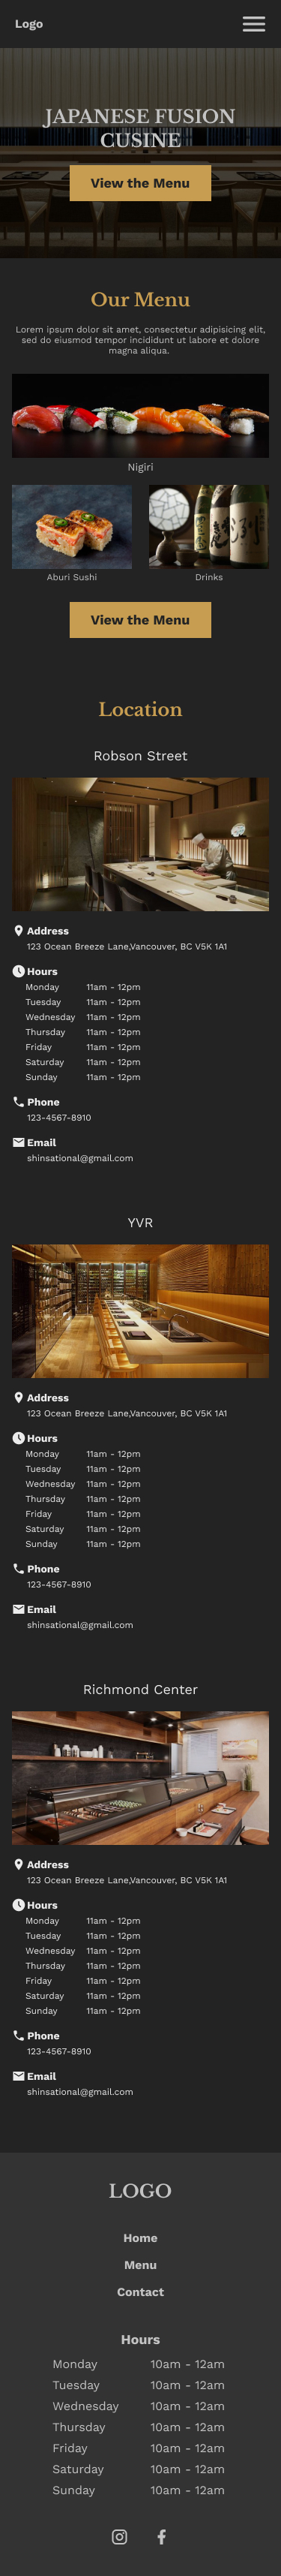 Logo
JAPANESE FUSION
CUSINE
View the Menu
Our Menu
Lorem ipsum dolor sit amet, consectetur adipisicing elit,
sed do eiusmod tempor incididunt ut labore et dolore
magna aliqua.
Nigiri
Aburi Sushi
Drinks
View the Menu
Location
Robson Street
Address
123 Ocean Breeze Lane,Vancouver, BC V5K 1A1
Hours
Monday 11am - 12pm
Tuesday 11am - 12pm
Wednesday 11am - 12pm
Thursday 11am - 12pm
Friday 11am - 12pm
Saturday 11am - 12pm
Sunday 11am - 12pm
Phone
123-4567-8910
Email
shinsational@gmail.com
YVR
Address
123 Ocean Breeze Lane,Vancouver, BC V5K 1A1
Hours
Monday 11am - 12pm
Tuesday 11am - 12pm
Wednesday 11am - 12pm
Thursday 11am - 12pm
Friday 11am - 12pm
Saturday 11am - 12pm
Sunday 11am - 12pm
Phone
123-4567-8910
Email
shinsational@gmail.com
Richmond Center
Address
123 Ocean Breeze Lane,Vancouver, BC V5K 1A1
Hours
Monday 11am - 12pm
Tuesday 11am - 12pm
Wednesday 11am - 12pm
Thursday 11am - 12pm
Friday 11am - 12pm
Saturday 11am - 12pm
Sunday 11am - 12pm
Phone
123-4567-8910
Email
shinsational@gmail.com
LOGO
Home
Menu
Contact
Hours
Monday 10am - 12am
Tuesday 10am - 12am
Wednesday 10am - 12am
Thursday 10am - 12am
Friday 10am - 12am
Saturday 10am - 12am
Sunday 10am - 12am